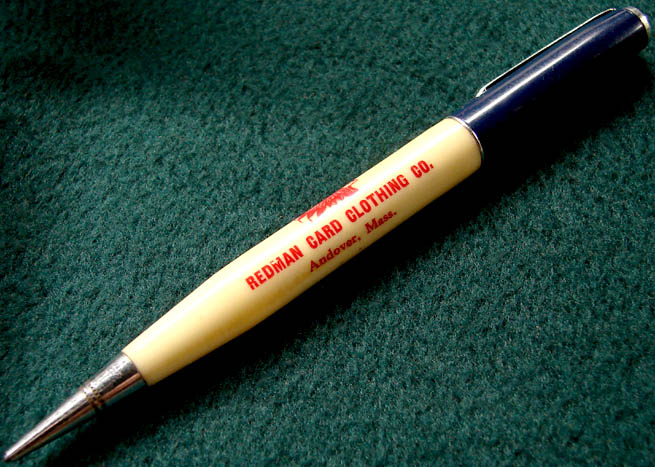 REDMAN CARD CLOTHING CO.
Andover, Mass.